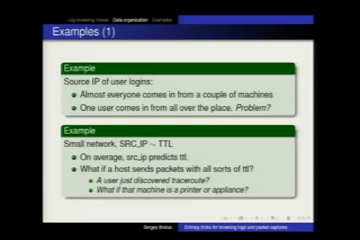 Log browsing moves Data organization Examples
Examples (1)
Example
Source IP of user logins:
Almost everyone comes in from a couple of machines
One user comes in from all over the place. Problem?
Example
Small network, SRC_IP ~ TTL
On average, src_ip predicts ttl.
What if a host sends packets with all sorts of ttl?
A user just discovered traceroute?
What if that machine is a printer or appliance?
Sergey Bratus Entropy tricks for browsing logs and packet captures